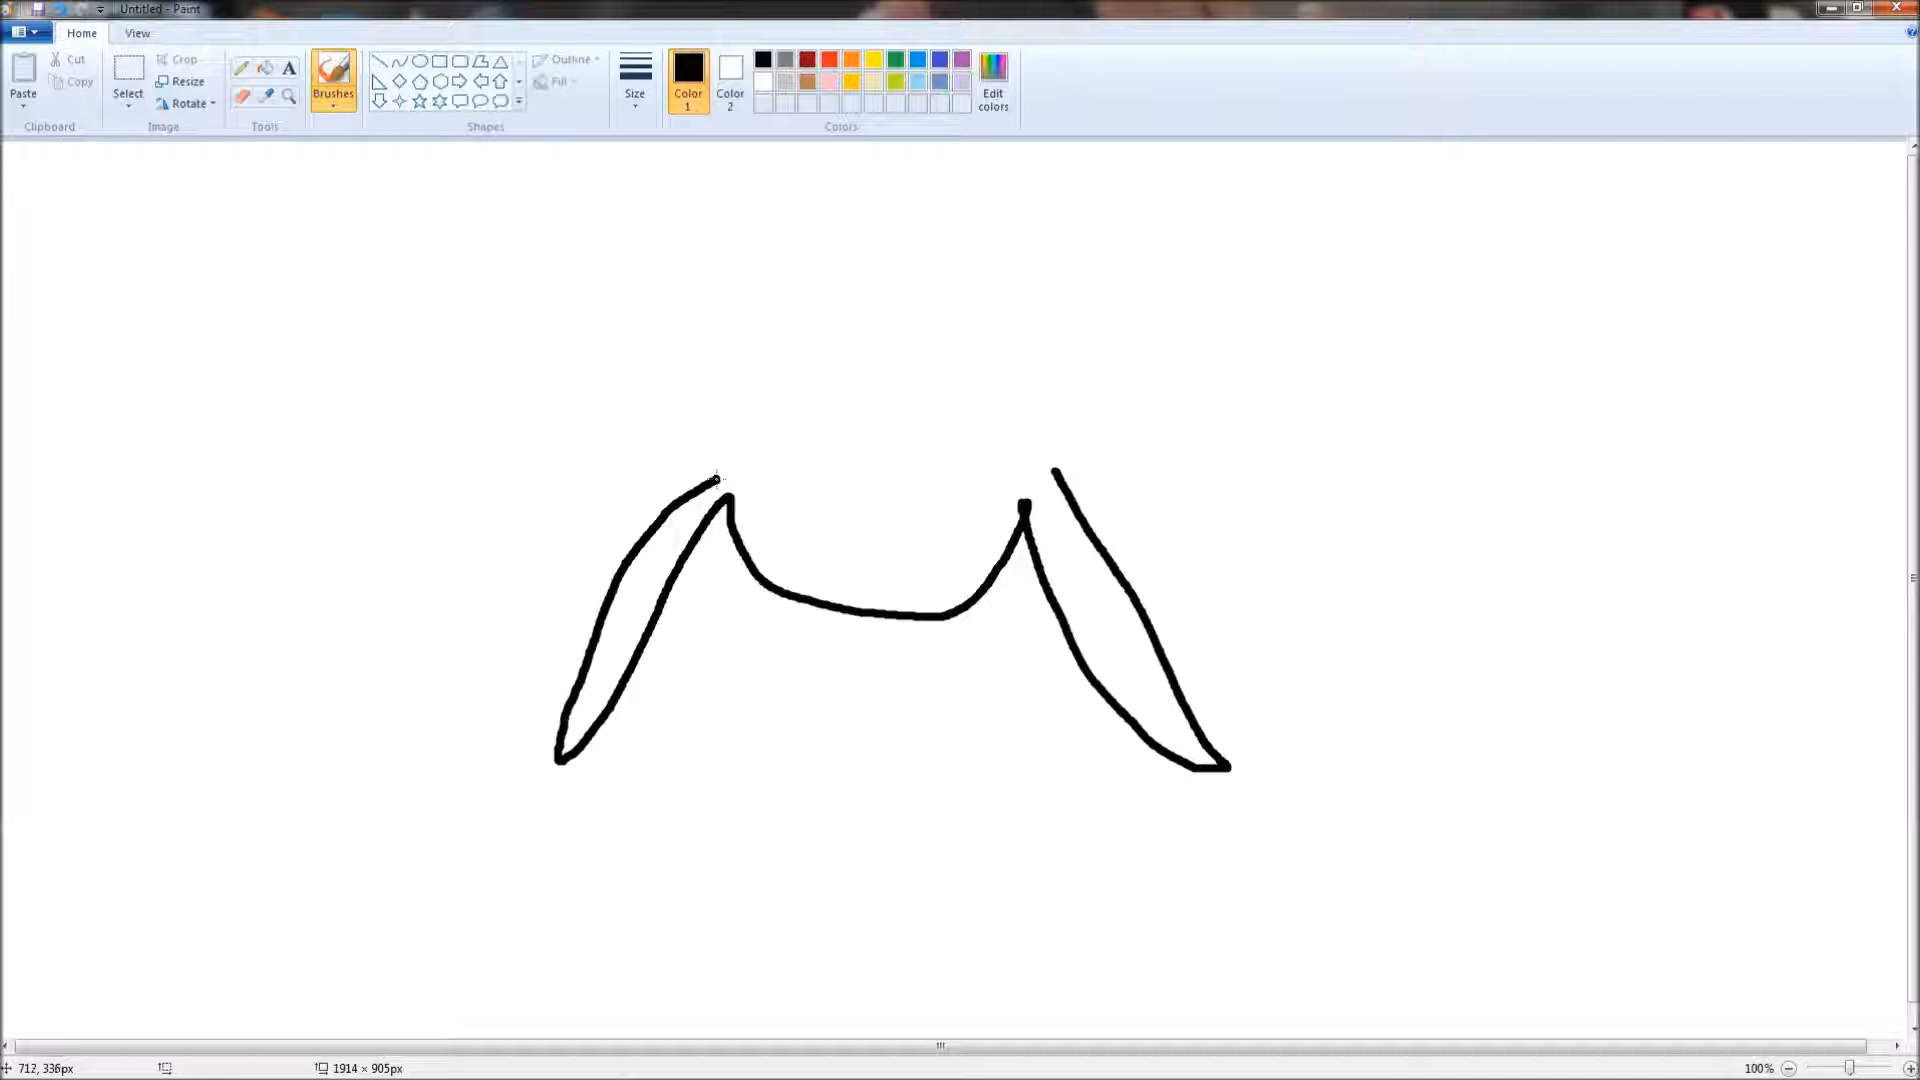 Untitled - Paint
Home
View
Paste
Cut
Copy
Clipboard
Select
Crop
Resize
Rotate
Image
A
Tools
Brushes
Shapes
Outline
Fill
Size
Color
1
Color
2
Edit
colors
Colors
712, 336px
1914 × 905px
100%